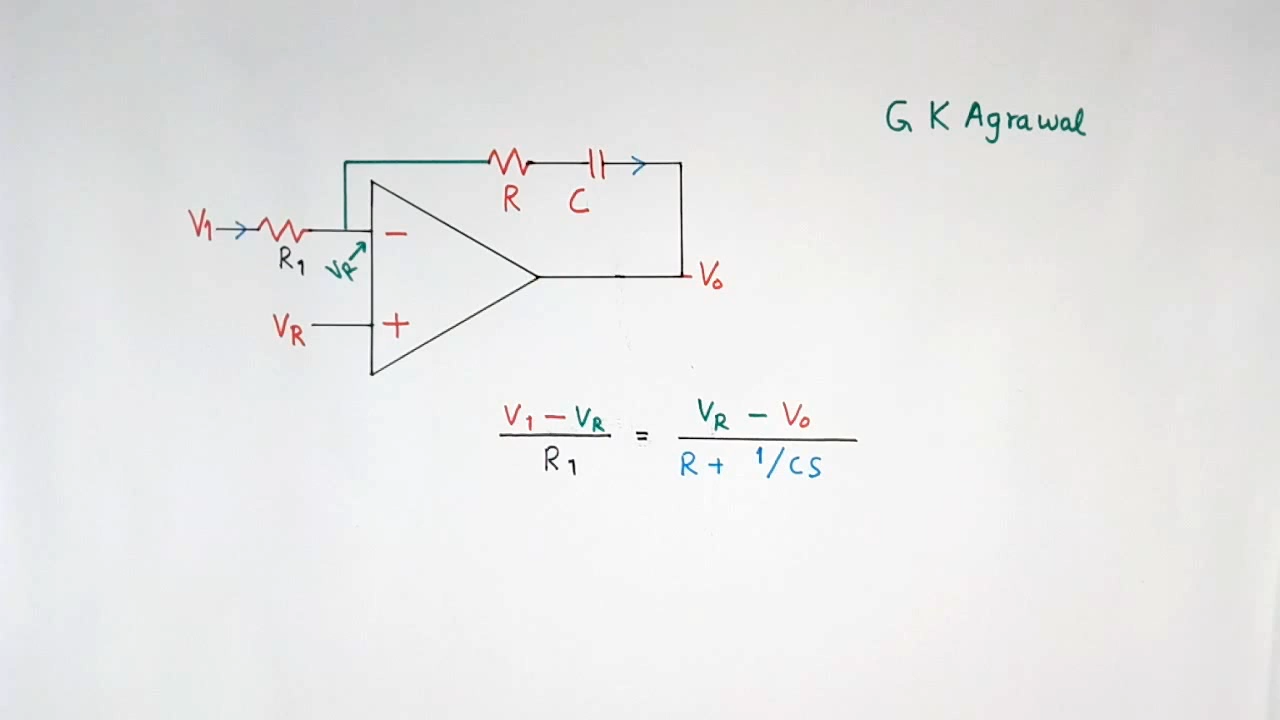 G K Agrawal
R C
V1
R1
VR
−
V0
VR
+
V1 − VR = VR − V0
R1 R + 1/CS